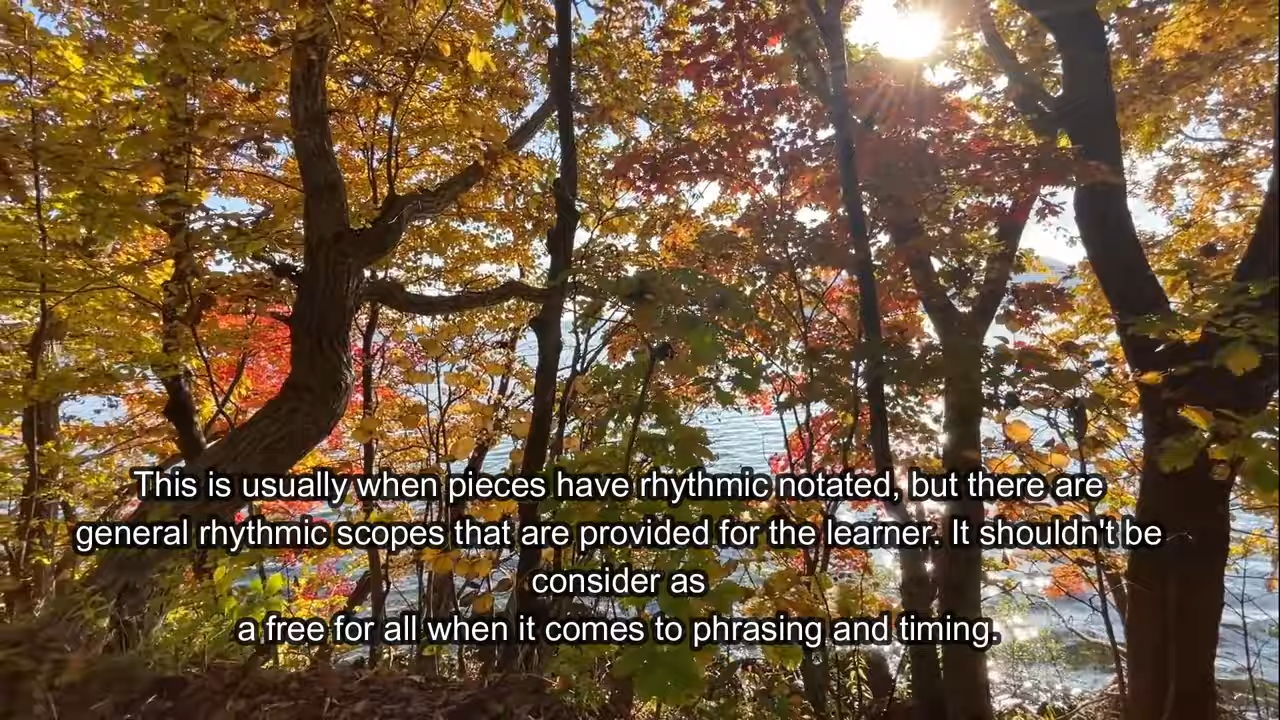 This is usually when pieces have rhythmic notated, but there are
general rhythmic scopes that are provided for the learner. It shouldn't be
consider as
a free for all when it comes to phrasing and timing.